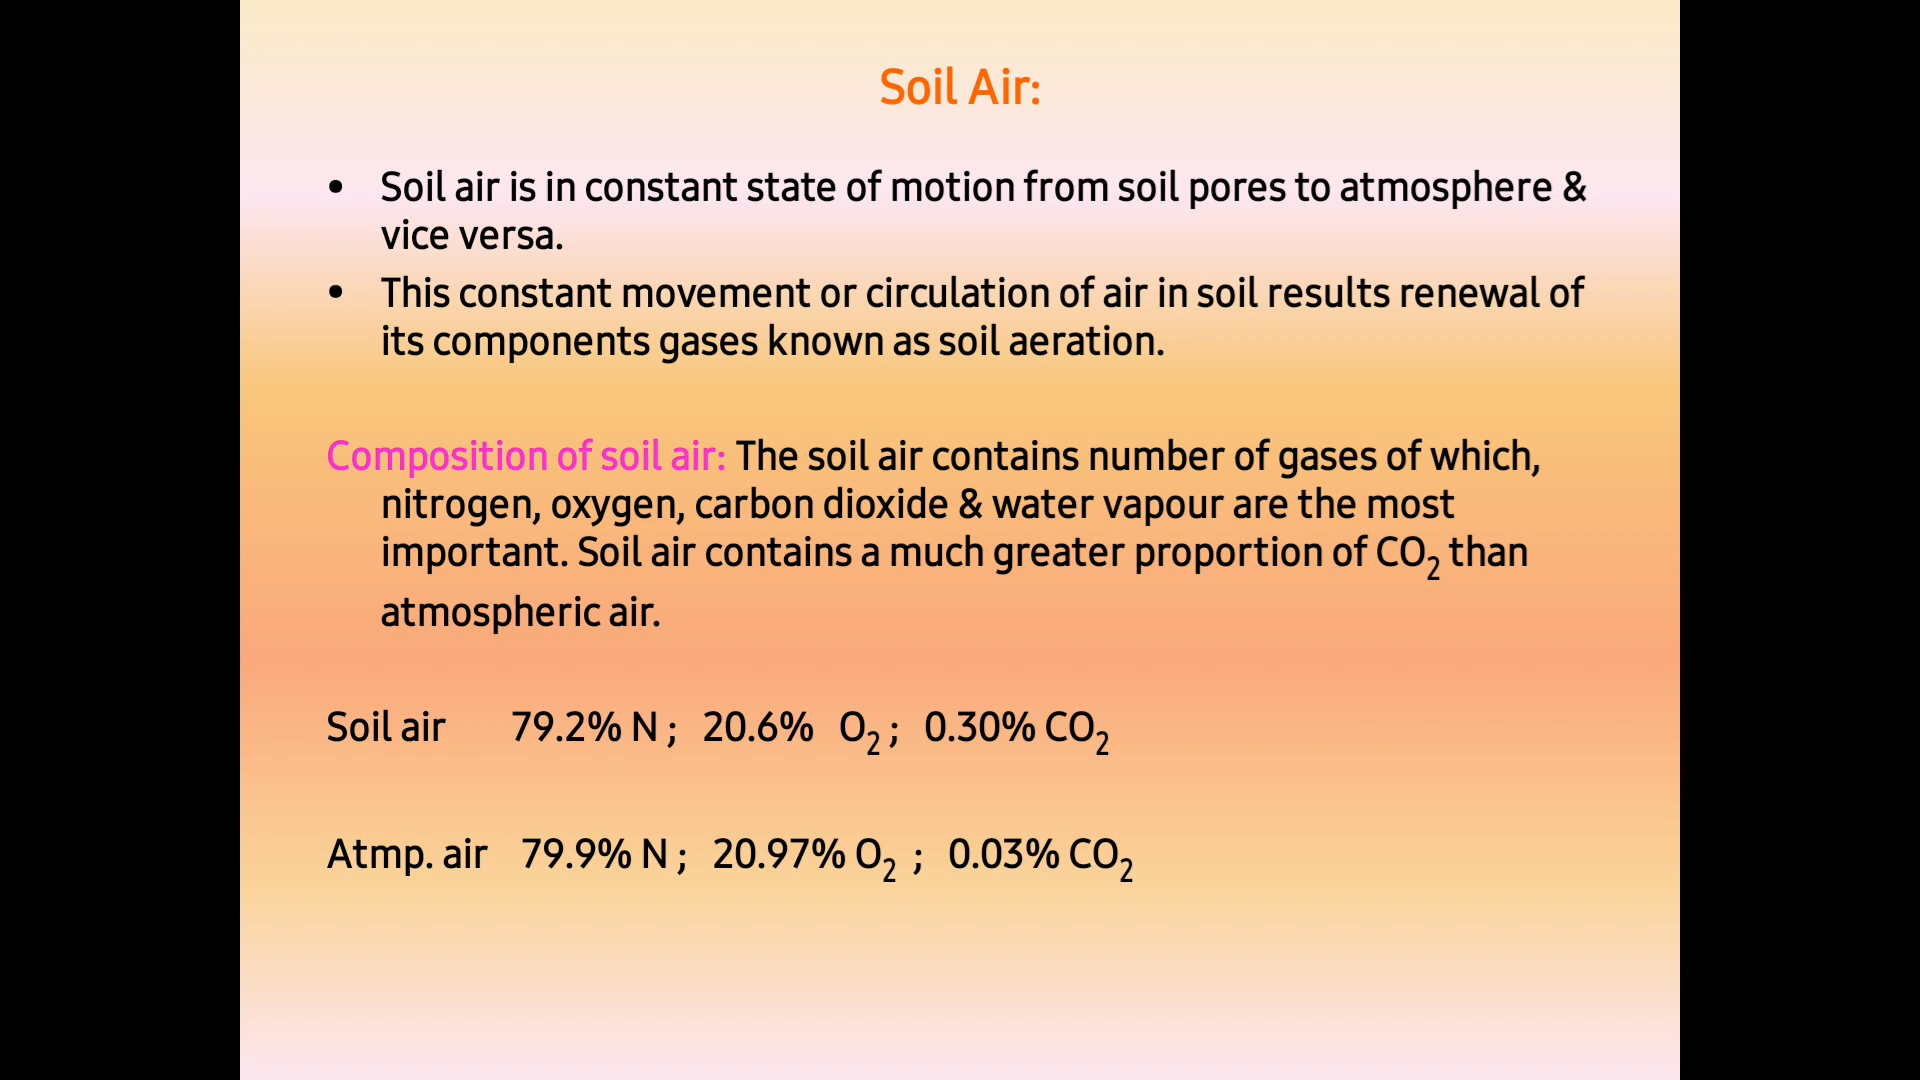 Soil Air:
• Soil air is in constant state of motion from soil pores to atmosphere &
vice versa.
• This constant movement or circulation of air in soil results renewal of
its components gases known as soil aeration.
Composition of soil air: The soil air contains number of gases of which,
nitrogen, oxygen, carbon dioxide & water vapour are the most
important. Soil air contains a much greater proportion of CO₂ than
atmospheric air.
Soil air 79.2% N ; 20.6% O₂ ; 0.30% CO₂
Atmp. air 79.9% N ; 20.97% O₂ ; 0.03% CO₂